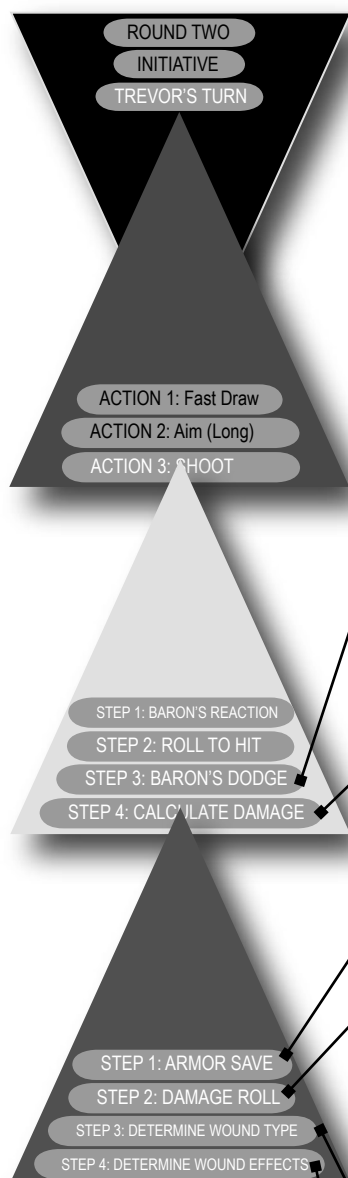 ROUND TWO
INITIATIVE
TREVOR'S TURN
ACTION 1: Fast Draw
ACTION 2: Aim (Long)
ACTION 3: SHOOT
STEP 1: BARON'S REACTION
STEP 2: ROLL TO HIT
STEP 3: BARON'S DODGE
STEP 4: CALCULATE DAMAGE
STEP 1: ARMOR SAVE
STEP 2: DAMAGE ROLL
STEP 3: DETERMINE WOUND TYPE
STEP 4: DETERMINE WOUND EFFECTS